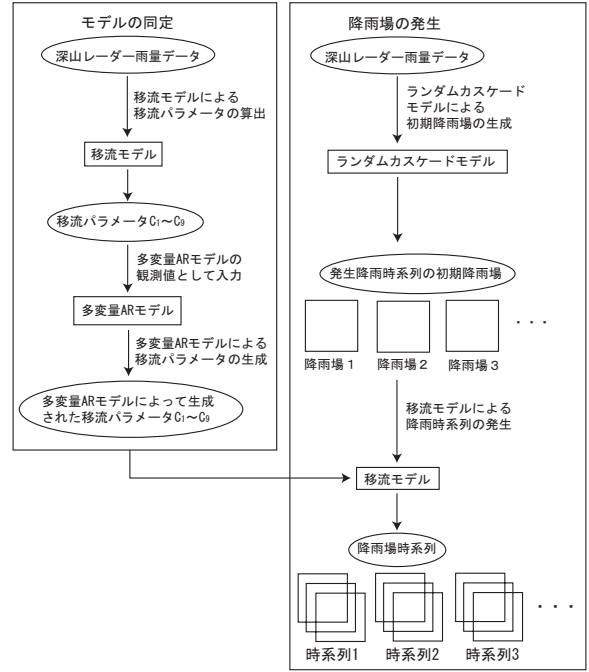 モデルの同定
深山レーダー雨量データ
移流モデルによる
移流パラメータの算出
移流モデル
移流パラメータC₁～C₉
多変量ARモデルの
観測値として入力
多変量ARモデル
多変量ARモデルによる
移流パラメータの生成
多変量ARモデルによって生成
された移流パラメータC₁～C₉
降雨場の発生
深山レーダー雨量データ
ランダムカスケード
モデルによる
初期降雨場の生成
ランダムカスケードモデル
発生降雨時系列の初期降雨場
降雨場１ 降雨場２ 降雨場３ ・・・
移流モデルによる
降雨時系列の発生
移流モデル
降雨場時系列
時系列1 時系列2 時系列3 ・・・